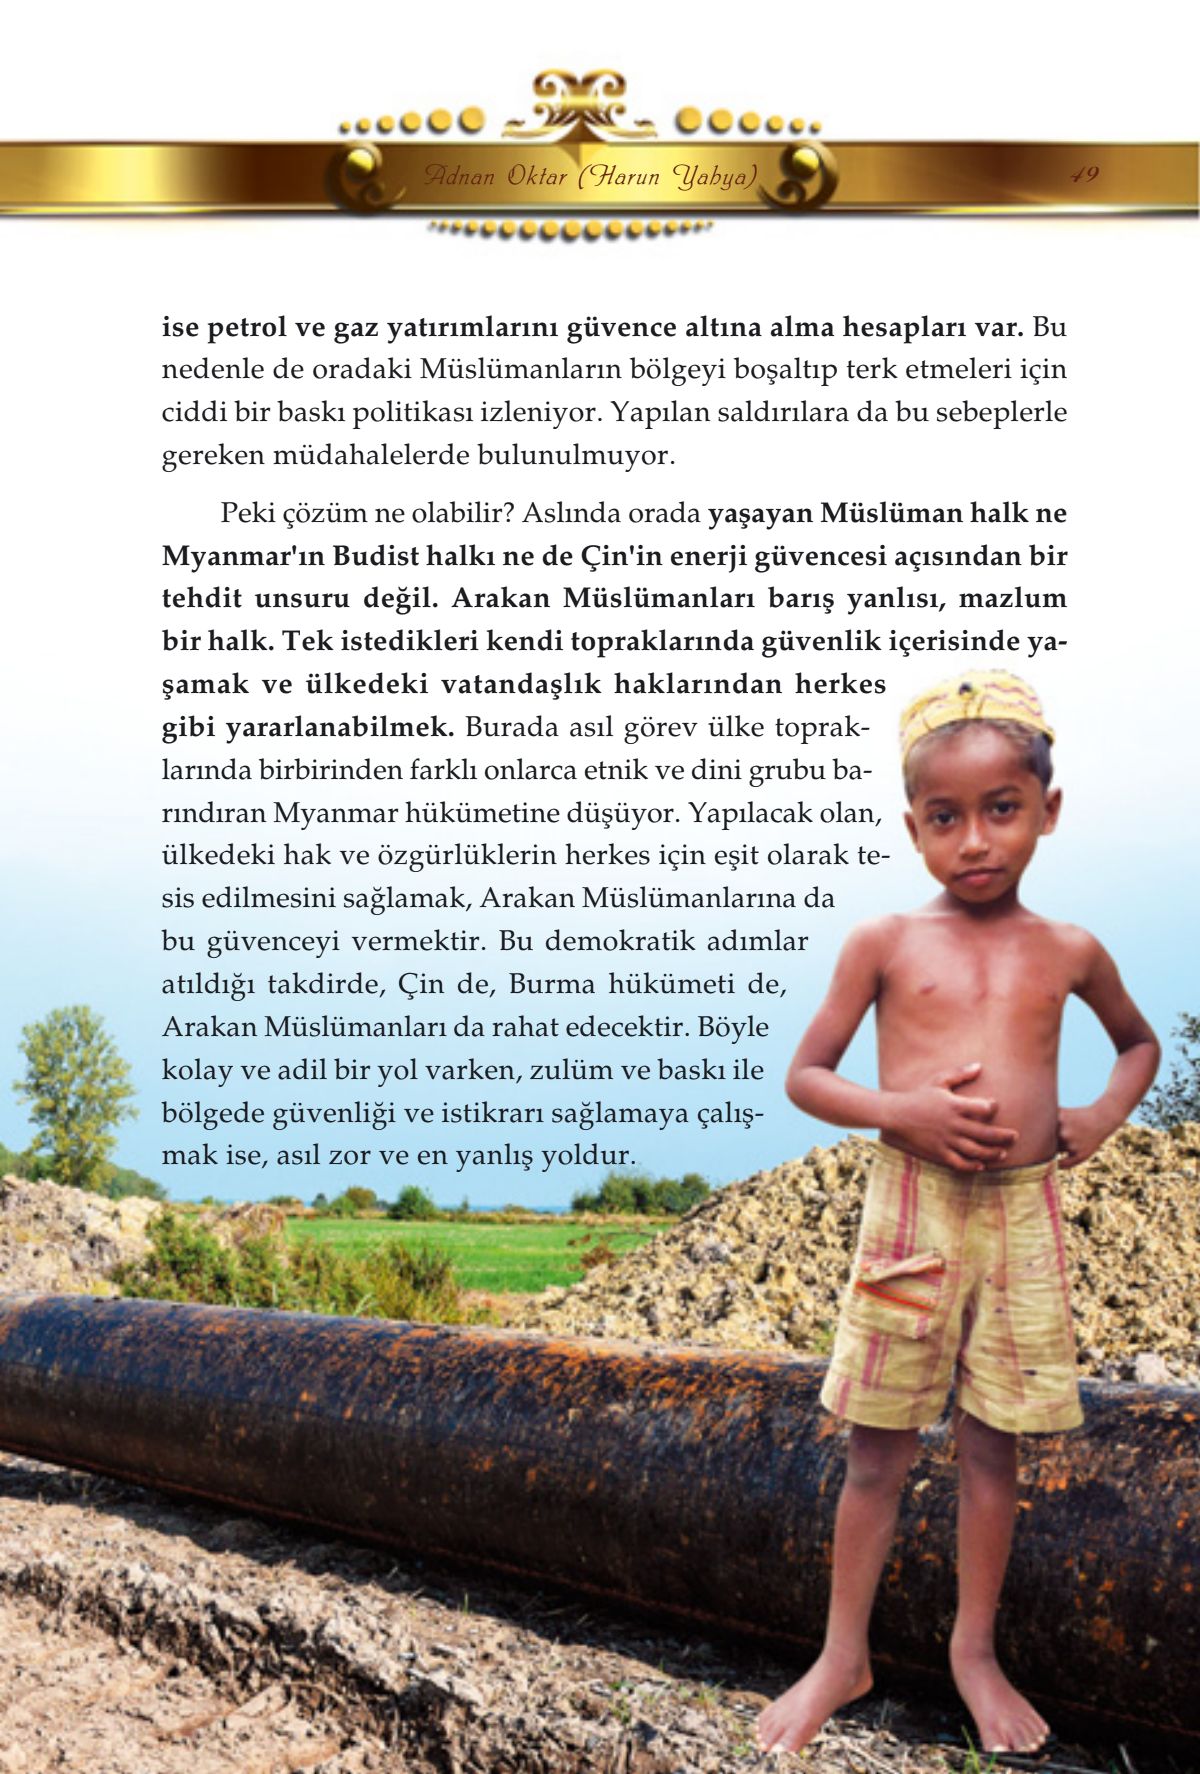 Adnan Oktar (Harun Yahya)
49
ise petrol ve gaz yatırımlarını güvence altına alma hesapları var. Bu
nedenle de oradaki Müslümanların bölgeyi boşaltıp terk etmeleri için
ciddi bir baskı politikası izleniyor. Yapılan saldırılara da bu sebeplerle
gereken müdahalelerde bulunulmuyor.
Peki çözüm ne olabilir? Aslında orada yaşayan Müslüman halk ne
Myanmar'ın Budist halkı ne de Çin'in enerji güvencesi açısından bir
tehdit unsuru değil. Arakan Müslümanları barış yanlısı, mazlum
bir halk. Tek istedikleri kendi topraklarında güvenlik içerisinde ya-
şamak ve ülkedeki vatandaşlık haklarından herkes
gibi yararlanabilmek. Burada asıl görev ülke toprak-
larında birbirinden farklı onlarca etnik ve dini grubu ba-
rındıran Myanmar hükümetine düşüyor. Yapılacak olan,
ülkedeki hak ve özgürlüklerin herkes için eşit olarak te-
sis edilmesini sağlamak, Arakan Müslümanlarına da
bu güvenceyi vermektir. Bu demokratik adımlar
atıldığı takdirde, Çin de, Burma hükümeti de,
Arakan Müslümanları da rahat edecektir. Böyle
kolay ve adil bir yol varken, zulüm ve baskı ile
bölgede güvenliği ve istikrarı sağlamaya çalış-
mak ise, asıl zor ve en yanlış yoldur.